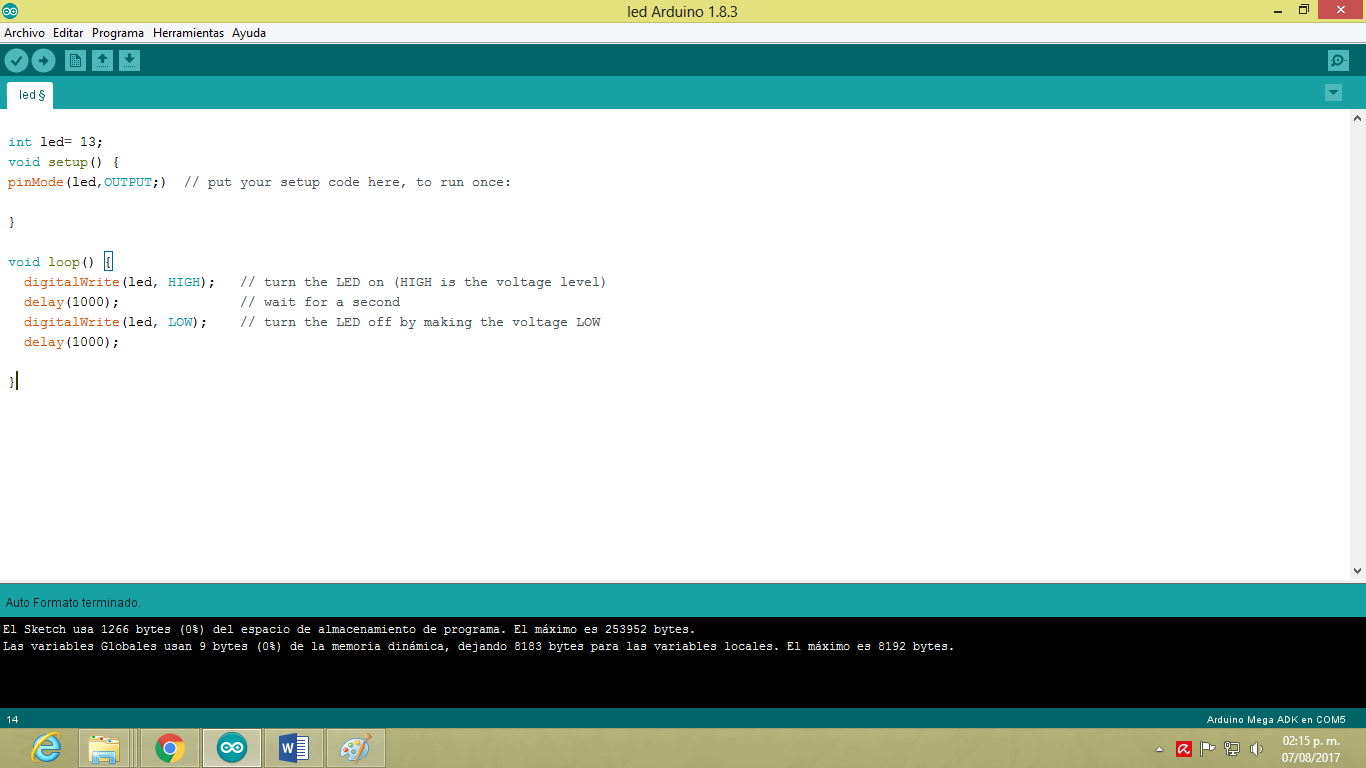 led Arduino 1.8.3
Archivo Editar Programa Herramientas Ayuda
led §
int led= 13;
void setup() {
pinMode(led,OUTPUT;)  // put your setup code here, to run once:
}
void loop() {
  digitalWrite(led, HIGH);   // turn the LED on (HIGH is the voltage level)
  delay(1000);               // wait for a second
  digitalWrite(led, LOW);    // turn the LED off by making the voltage LOW
  delay(1000);
}
Auto Formato terminado.
El Sketch usa 1266 bytes (0%) del espacio de almacenamiento de programa. El máximo es 253952 bytes.
Las variables Globales usan 9 bytes (0%) de la memoria dinámica, dejando 8183 bytes para las variables locales. El máximo es 8192 bytes.
14
Arduino Mega ADK en COM5
02:15 p. m.
07/08/2017